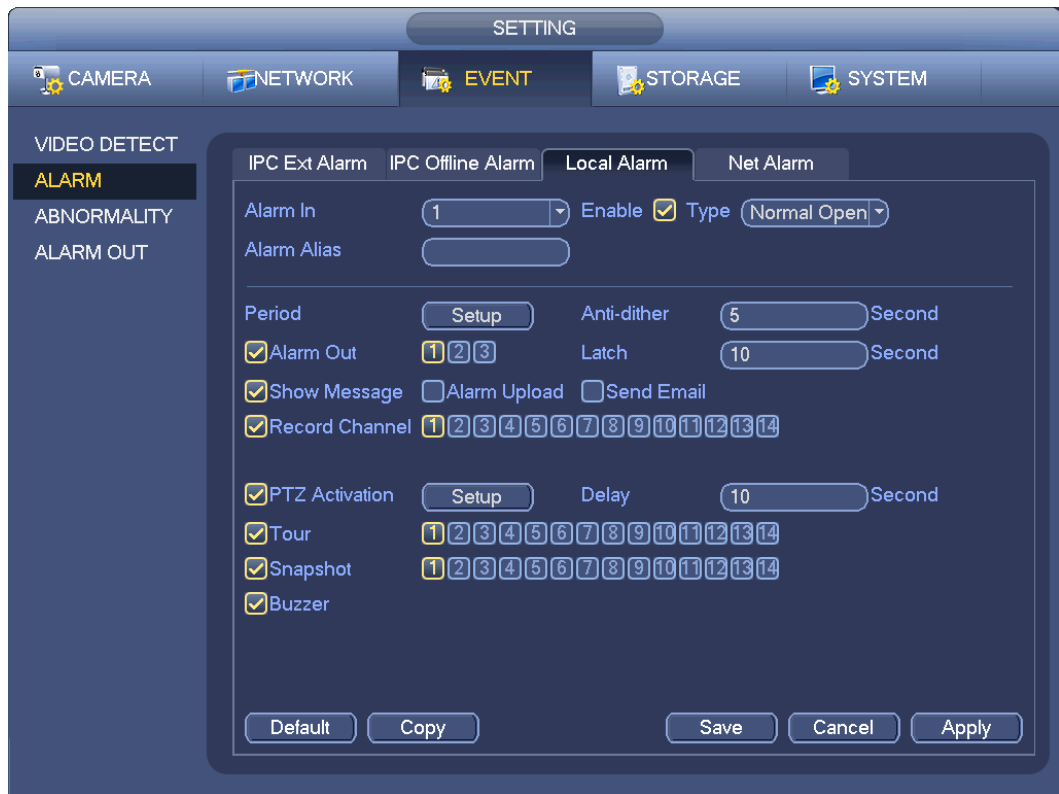 SETTING
CAMERA NETWORK EVENT STORAGE SYSTEM
VIDEO DETECT
ALARM
ABNORMALITY
ALARM OUT
IPC Ext Alarm IPC Offline Alarm Local Alarm Net Alarm
Alarm In 1 Enable Type Normal Open
Alarm Alias
Period Setup Anti-dither 5 Second
Alarm Out 1 2 3 Latch 10 Second
Show Message Alarm Upload Send Email
Record Channel 1 2 3 4 5 6 7 8 9 10 11 12 13 14
PTZ Activation Setup Delay 10 Second
Tour 1 2 3 4 5 6 7 8 9 10 11 12 13 14
Snapshot 1 2 3 4 5 6 7 8 9 10 11 12 13 14
Buzzer
Default Copy Save Cancel Apply